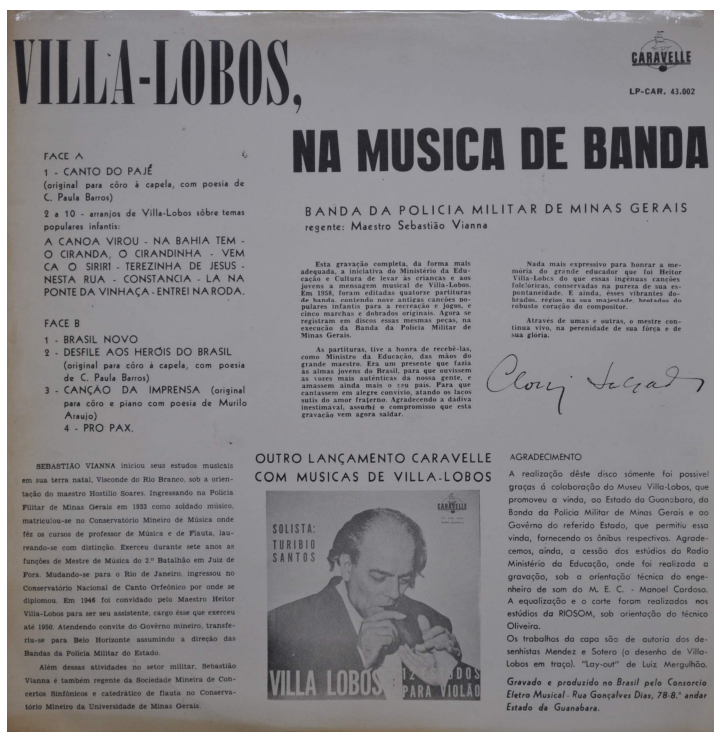 VILLA-LOBOS,
CARAVELLE
LP-CAR. 43.002
NA MUSICA DE BANDA
BANDA DA POLICIA MILITAR DE MINAS GERAIS
regente: Maestro Sebastião Vianna
FACE A
1 - CANTO DO PAJÉ
(original para côro à capela, com poesia de
C. Paula Barros)
2 a 10 - arranjos de Villa-Lobos sôbre temas
populares infantis:
A CANOA VIROU - NA BAHIA TEM -
O CIRANDA, O CIRANDINHA - VEM
CA O SIRIRI - TEREZINHA DE JESUS -
NESTA RUA - CONSTANCIA - LA NA
PONTE DA VINHAÇA - ENTREI NA RODA.
FACE B
1 - BRASIL NOVO
2 - DESFILE AOS HERÓIS DO BRASIL
(original para côro à capela, com poesia
de C. Paula Barros)
3 - CANÇÃO DA IMPRENSA (original
para côro e piano com poesia de Murilo
Araujo)
4 - PRO PAX.
Esta gravação completa, da forma mais
adequada, a iniciativa do Ministério da Edu-
cação e Cultura de levar às crianças e aos
jovens a mensagem musical de Villa-Lobos.
Em 1958, foram editadas quatorze partituras
de banda, contendo nove antigas canções po-
pulares infantis para a recreação e jogos, e
cinco marchas e dobrados originais. Agora se
registram em discos essas mesmas peças, na
execução da Banda da Polícia Militar de
Minas Gerais.
As partituras, tive a honra de recebê-las,
como Ministro da Educação, das mãos do
grande maestro. Era um presente que fazia
às almas jovens do Brasil, para que ouvissem
as vozes mais autênticas da nossa gente, e
amassem ainda mais o seu país. Para que
cantassem em alegre convívio, atando os laços
sutis do amor fraterno. Agradecendo a dadiva
inestimaval, assumi o compromisso que esta
gravação vem agora saldar.
Nada mais expressivo para honrar a me-
mória do grande educador que foi Heitor
Villa-Lobos do que essas ingenuas canções
folclóricas, conservadas na pureza de sua es-
pontaneidade. E ainda, êsses vibrantes do-
brados, régios na sua majestade, brotados do
robusto coração do compositor.
Através de umas e outras, o mestre con-
tinua vivo, na perenidade de sua fôrça e de
sua glória.
Clovis Salgado
SEBASTIÃO VIANNA iniciou seus estudos musicais
em sua terra natal, Visconde do Rio Branco, sob a orien-
tação do maestro Hostilio Soares. Ingressando na Policia
Militar de Minas Gerais em 1933 como soldado músico,
matriculou-se no Conservatório Mineiro de Música onde
fêz os cursos de professor de Música e de Flauta, lau-
reando-se com distinção. Exerceu durante sete anos as
funções de Mestre de Música do 2.º Batalhão em Juiz de
Fora. Mudando-se para o Rio de Janeiro, ingressou no
Conservatório Nacional de Canto Orfeônico por onde se
diplomou. Em 1946 foi convidado pelo Maestro Heitor
Villa-Lobos para ser seu assistente, cargo êsse que exerceu
até 1950. Atendendo convite do Govêrno mineiro, transfe-
riu-se para Belo Horizonte assumindo a direção das
Bandas da Policia Militar do Estado.
Além dessas atividades no setor militar, Sebastião
Vianna é também regente da Sociedade Mineira de Con-
certos Sinfônicos e catedrático de flauta no Conserva-
tório Mineiro da Universidade de Minas Gerais.
OUTRO LANÇAMENTO CARAVELLE
COM MUSICAS DE VILLA-LOBOS
CARAVELLE
SOLISTA:
TURIBIO
SANTOS
VILLA LOBOS
PARA VIOLÃO
AGRADECIMENTO
A realização dêste disco sómente foi possivel
graças á colaboração do Museu Villa-Lobos, que
promoveu a vinda, ao Estado da Guanabara, da
Banda da Policia Militar de Minas Gerais e ao
Govêrno do referido Estado, que permitiu essa
vinda, fornecendo os ônibus respectivos. Agrade-
cemos, ainda, a cessão dos estúdios da Radio
Ministério da Educação, onde foi realizada a
gravação, sob a orientação técnica do enge-
nheiro de som do M. E. C. - Manoel Cardoso.
A equalização e o corte foram realizados nos
estúdios da RIOSOM, sob orientação do técnico
Oliveira.
Os trabalhos da capa são de autoria dos de-
senhistas Mendez e Sotero (o desenho de Villa-
Lobos em traço). "Lay-out" de Luiz Mergulhão.
Gravado e produzido no Brasil pelo Consorcio
Eletro Musical - Rua Gonçalves Dias, 78-8.º andar
Estado da Guanabara.